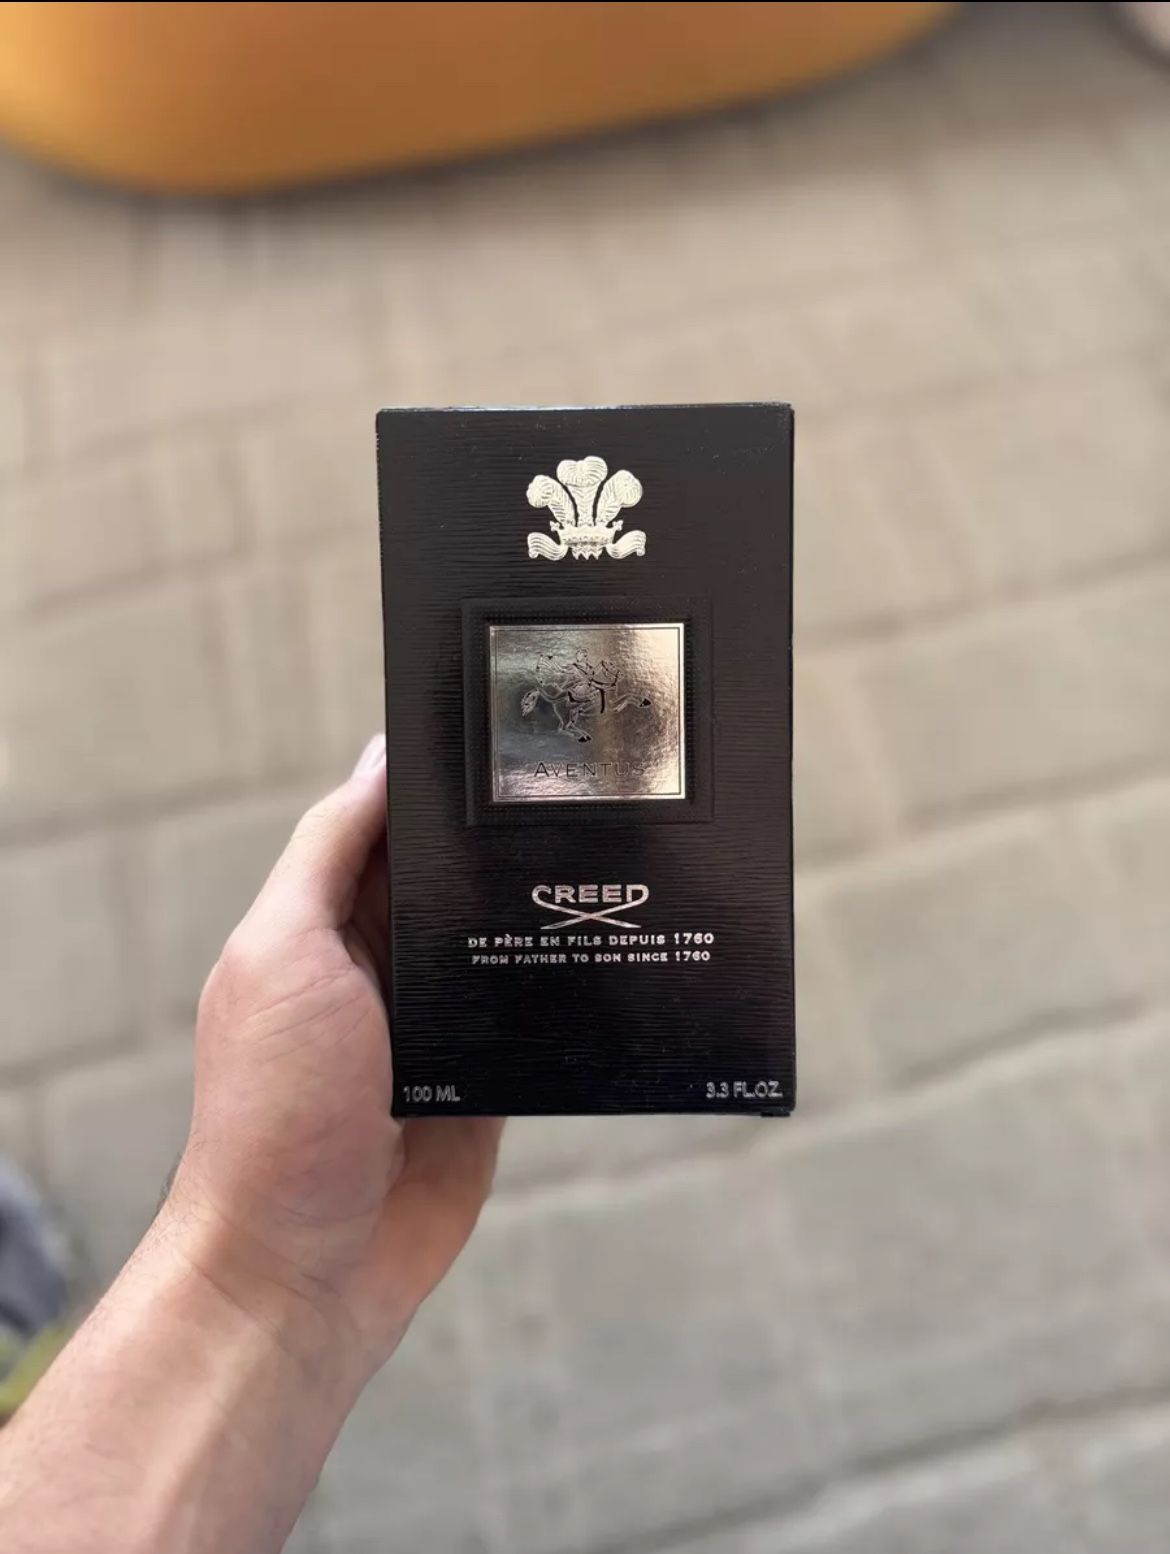 AVENTUS
CREED
DE PÈRE EN FILS DEPUIS 1760
FROM FATHER TO SON SINCE 1760
100 ML
3.3 FL.OZ.